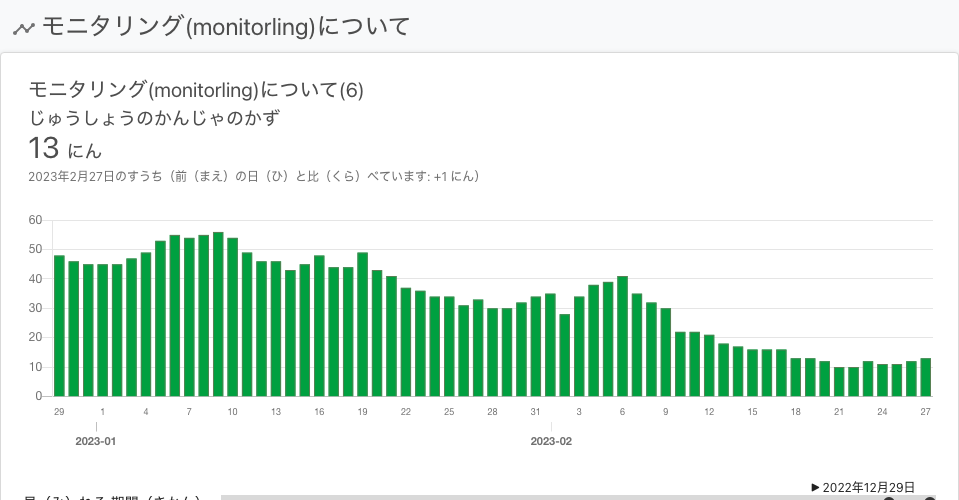 モニタリング(monitorling)について
モニタリング(monitorling)について(6)
じゅうしょうのかんじゃのかず
13 にん
2023年2月27日のすうち（前（まえ）の日（ひ）と比（くら）べています: +1 にん）
60
50
40
30
20
10
0
29 1 4 7 10 13 16 19 22 25 28 31 3 6 9 12 15 18 21 24 27
2023-01 2023-02
2022年12月29日